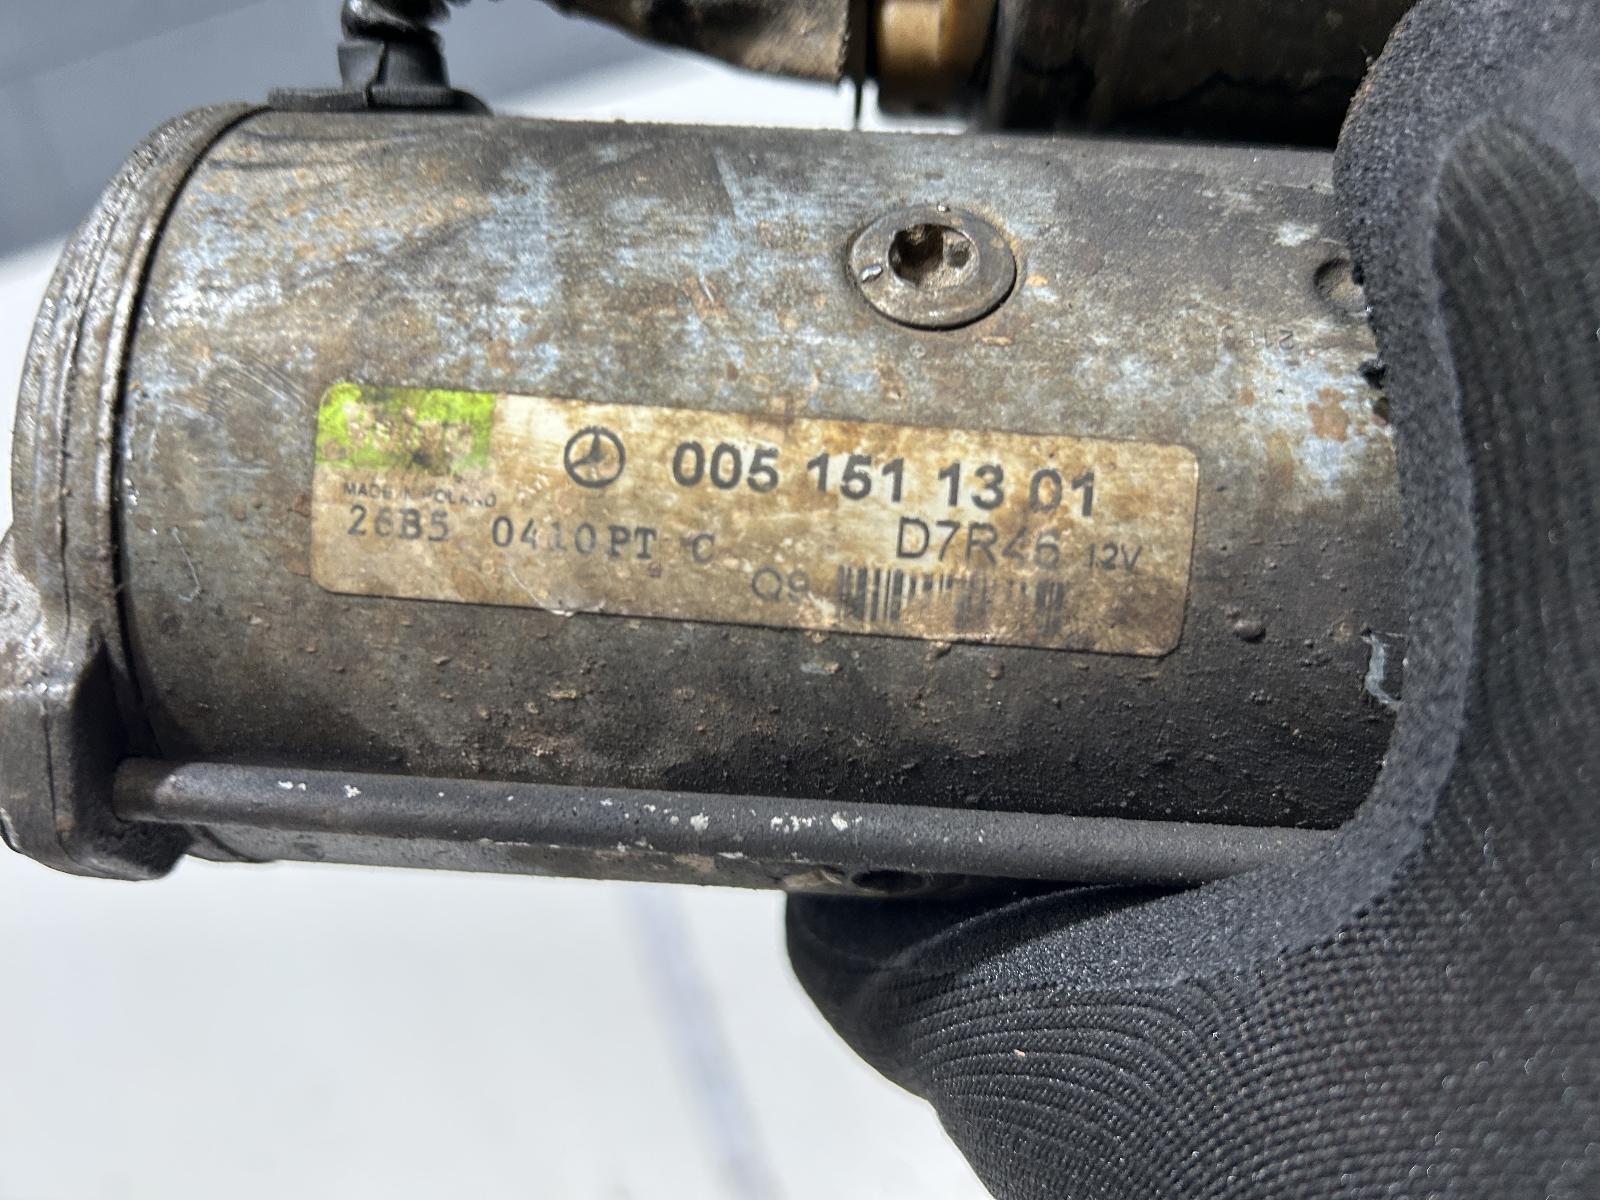 005 151 13 01
MADE IN POLAND
26B5 0410PT C
D7R46 12V
Q9